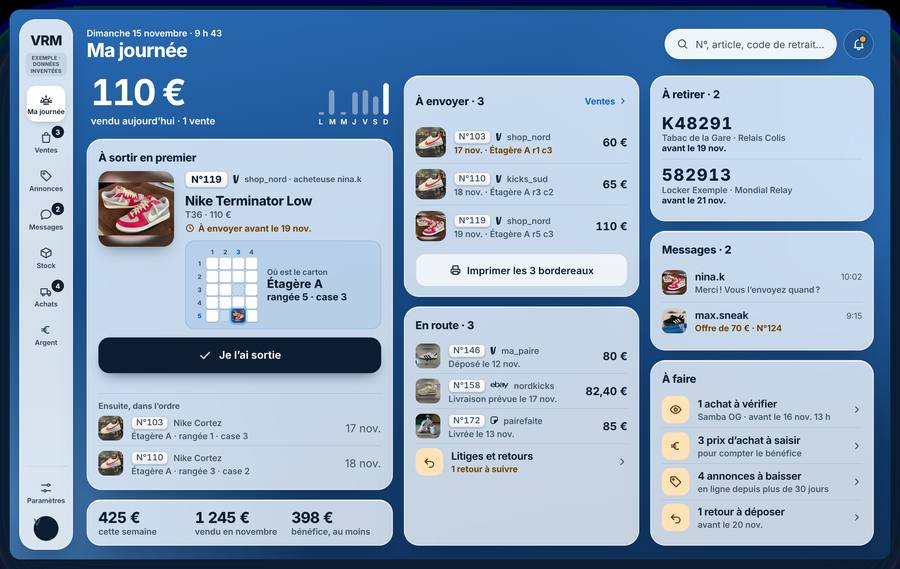 VRM
EXEMPLE ·
DONNÉES
INVENTÉES
Ma journée
3
Ventes
Annonces
2
Messages
Stock
4
Achats
Argent
Paramètres
Dimanche 15 novembre · 9 h 43
Ma journée
N°, article, code de retrait…
110 €
vendu aujourd’hui · 1 vente
L M M J V S D
À sortir en premier
N°119 shop_nord · acheteuse nina.k
Nike Terminator Low
T36 · 110 €
À envoyer avant le 19 nov.
1 2 3 4
1
2
3
4
5
Où est le carton
Étagère A
rangée 5 · case 3
Je l’ai sortie
Ensuite, dans l’ordre
N°103 Nike Cortez
Étagère A · rangée 1 · case 3
17 nov.
N°110 Nike Cortez
Étagère A · rangée 3 · case 2
18 nov.
425 €
cette semaine
1 245 €
vendu en novembre
398 €
bénéfice, au moins
À envoyer · 3
Ventes
N°103 shop_nord
17 nov. · Étagère A r1 c3
60 €
N°110 kicks_sud
18 nov. · Étagère A r3 c2
65 €
N°119 shop_nord
19 nov. · Étagère A r5 c3
110 €
Imprimer les 3 bordereaux
En route · 3
N°146 ma_paire
Déposé le 12 nov.
80 €
N°158 ebay nordkicks
Livraison prévue le 17 nov.
82,40 €
N°172 pairefaite
Livrée le 13 nov.
85 €
Litiges et retours
1 retour à suivre
À retirer · 2
K48291
Tabac de la Gare · Relais Colis
avant le 19 nov.
582913
Locker Exemple · Mondial Relay
avant le 21 nov.
Messages · 2
nina.k
10:02
Merci ! Vous l’envoyez quand ?
max.sneak
9:15
Offre de 70 € · N°124
À faire
1 achat à vérifier
Samba OG · avant le 16 nov. 13 h
3 prix d’achat à saisir
pour compter le bénéfice
4 annonces à baisser
en ligne depuis plus de 30 jours
1 retour à déposer
avant le 20 nov.